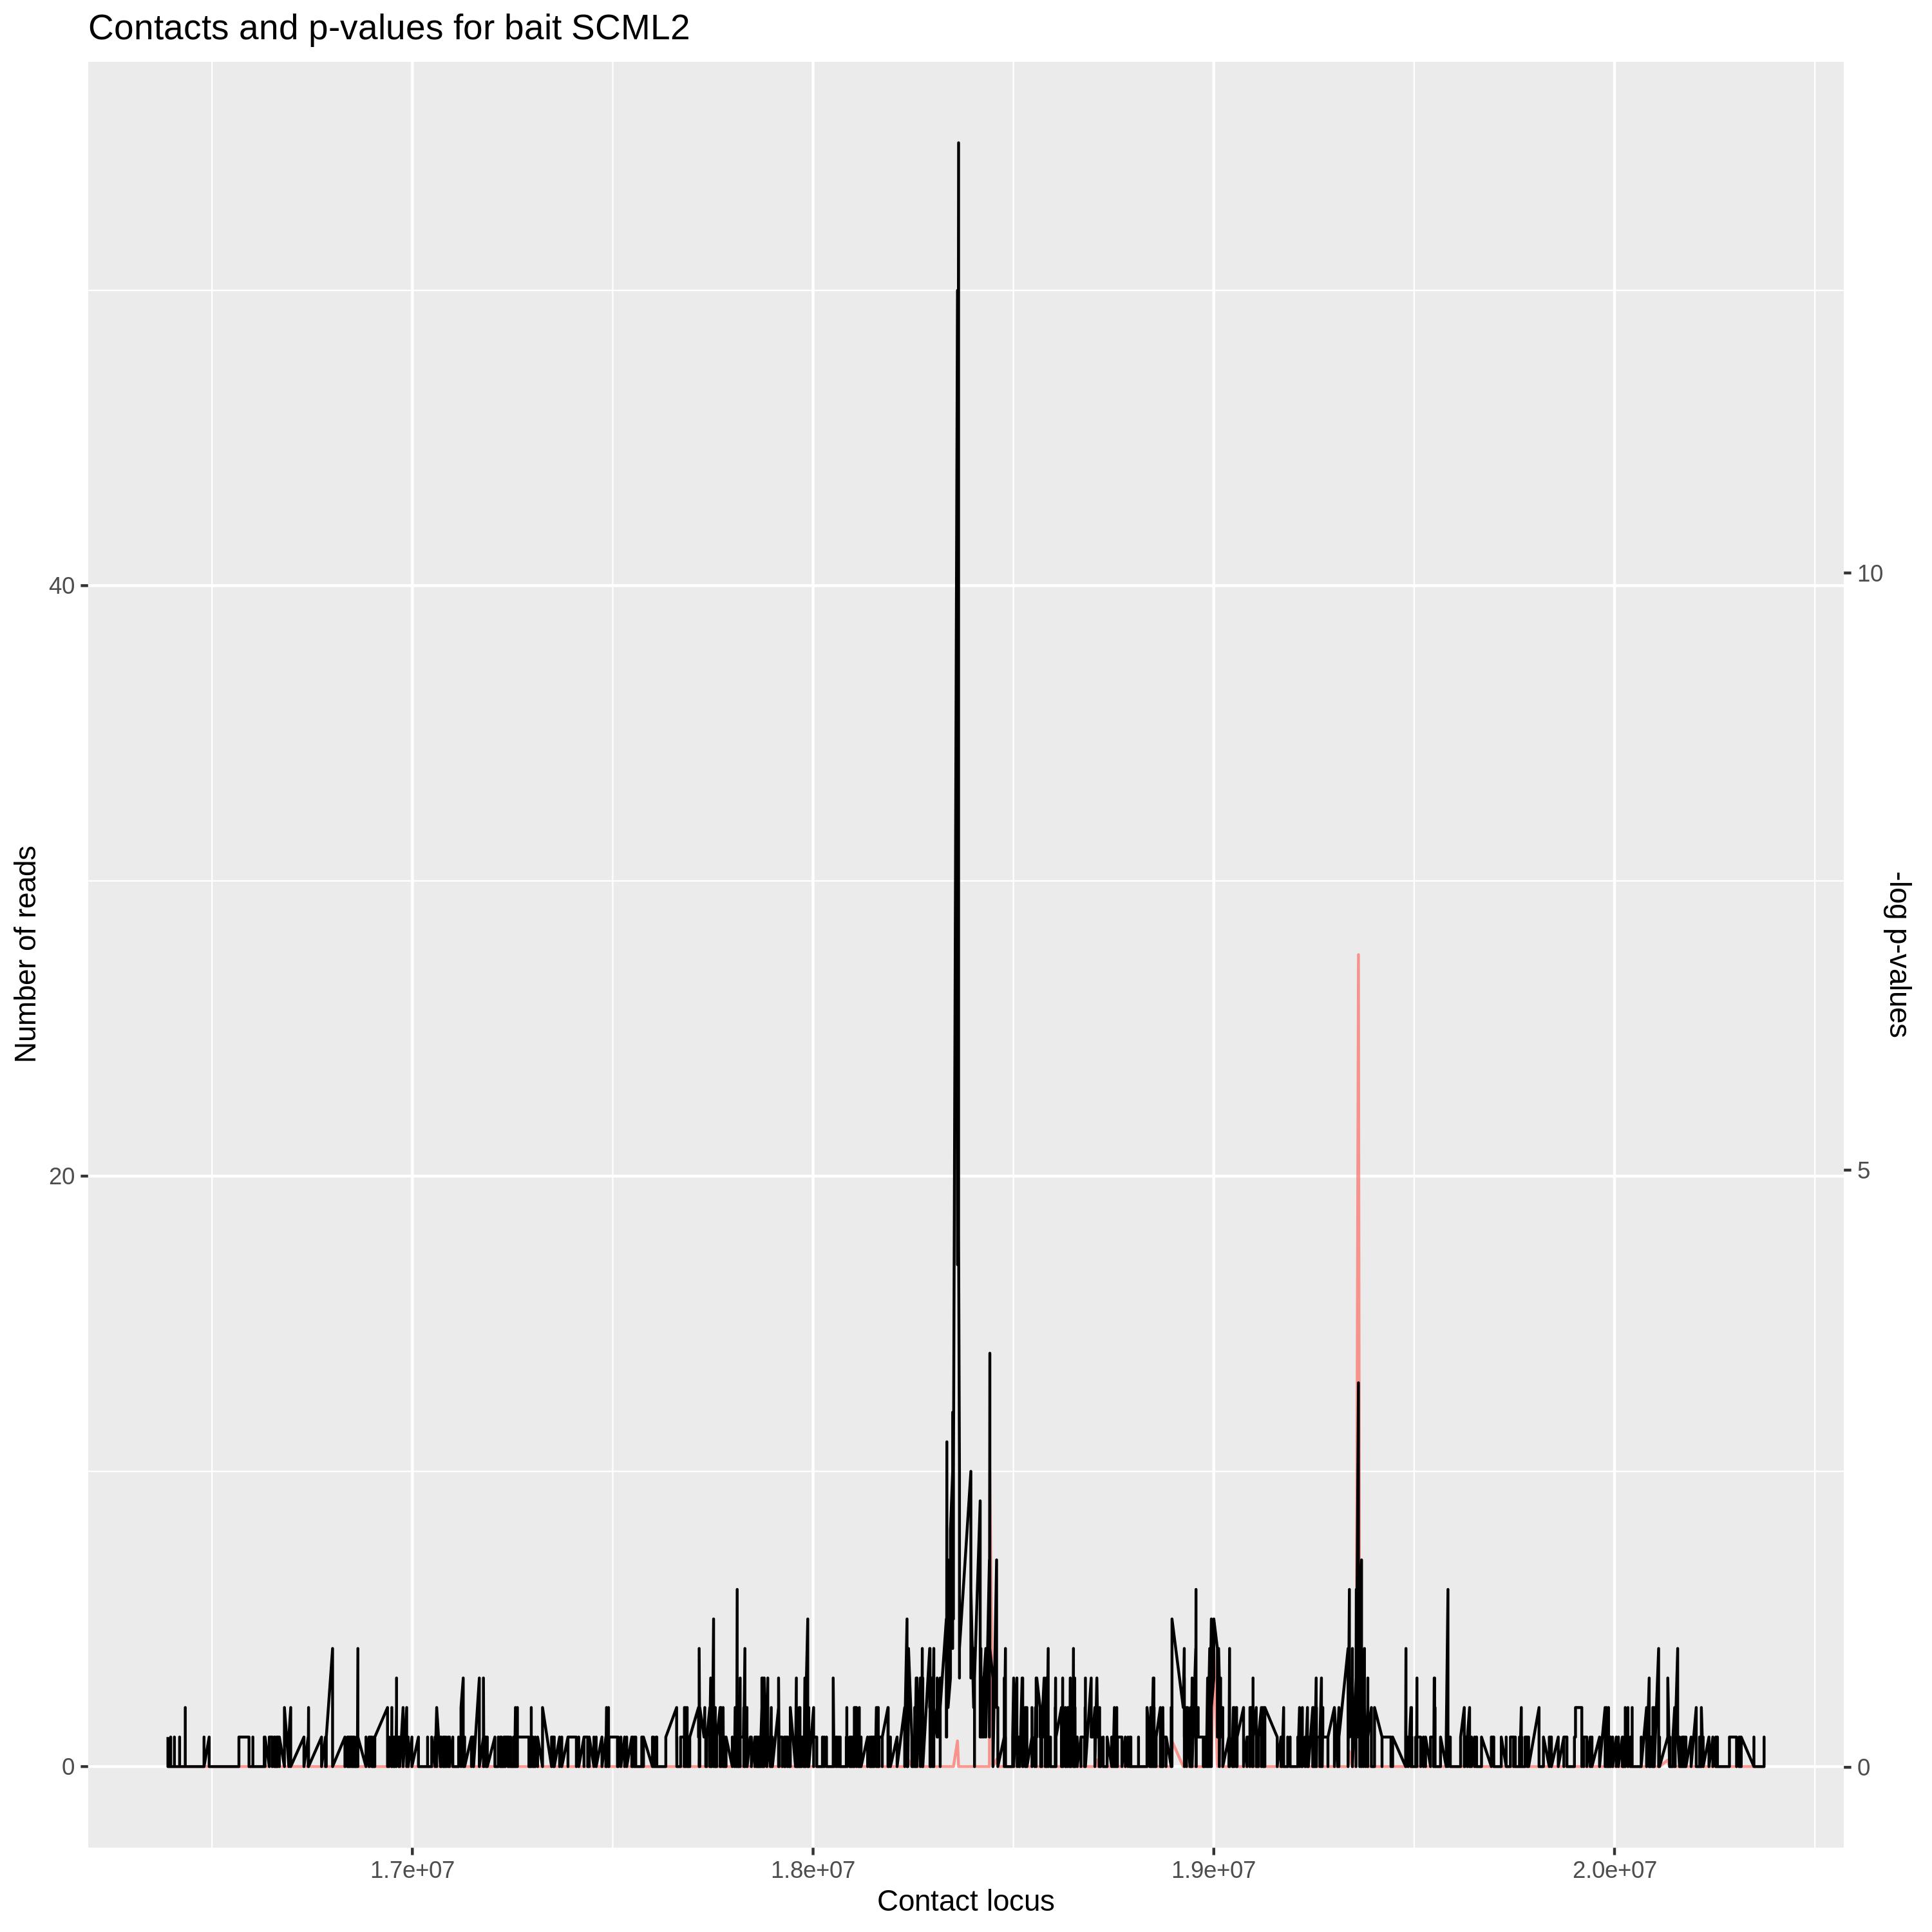 Contacts and p-values for bait SCML2
Number of reads
40
20
0
10
5
0
-log p-values
1.7e+07 1.8e+07 1.9e+07 2.0e+07
Contact locus